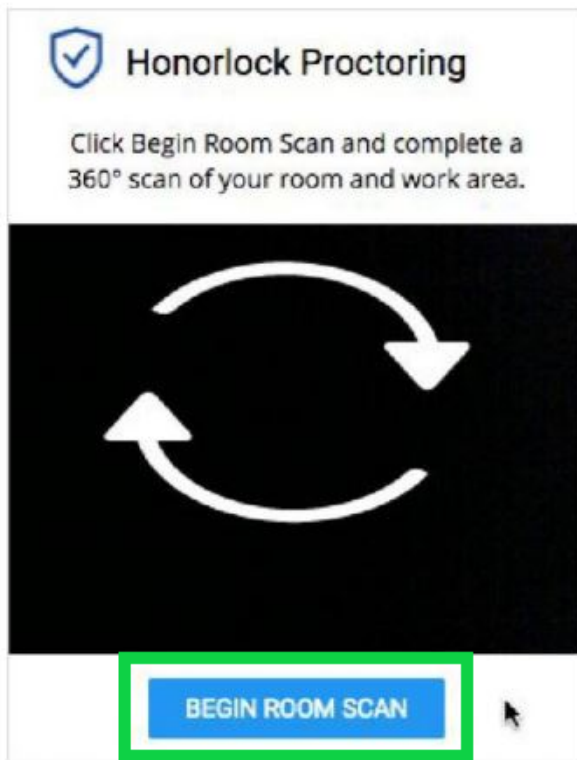 Honorlock Proctoring
Click Begin Room Scan and complete a
360° scan of your room and work area.
BEGIN ROOM SCAN